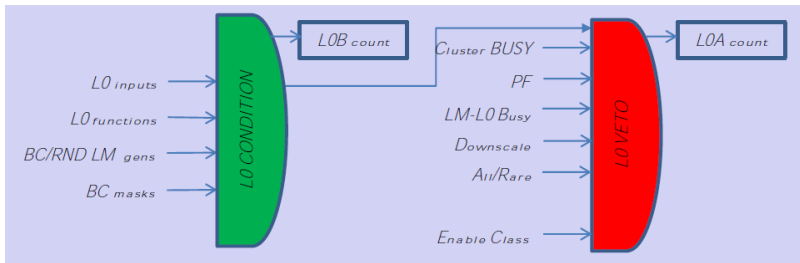 L0B count
L0A count
Cluster BUSY
L0 inputs
PF
L0 functions
LM-L0 Busy
BC/RND LM gens
Downscale
BC masks
All/Rare
Enable Class
L0 CONDITION
L0 VETO